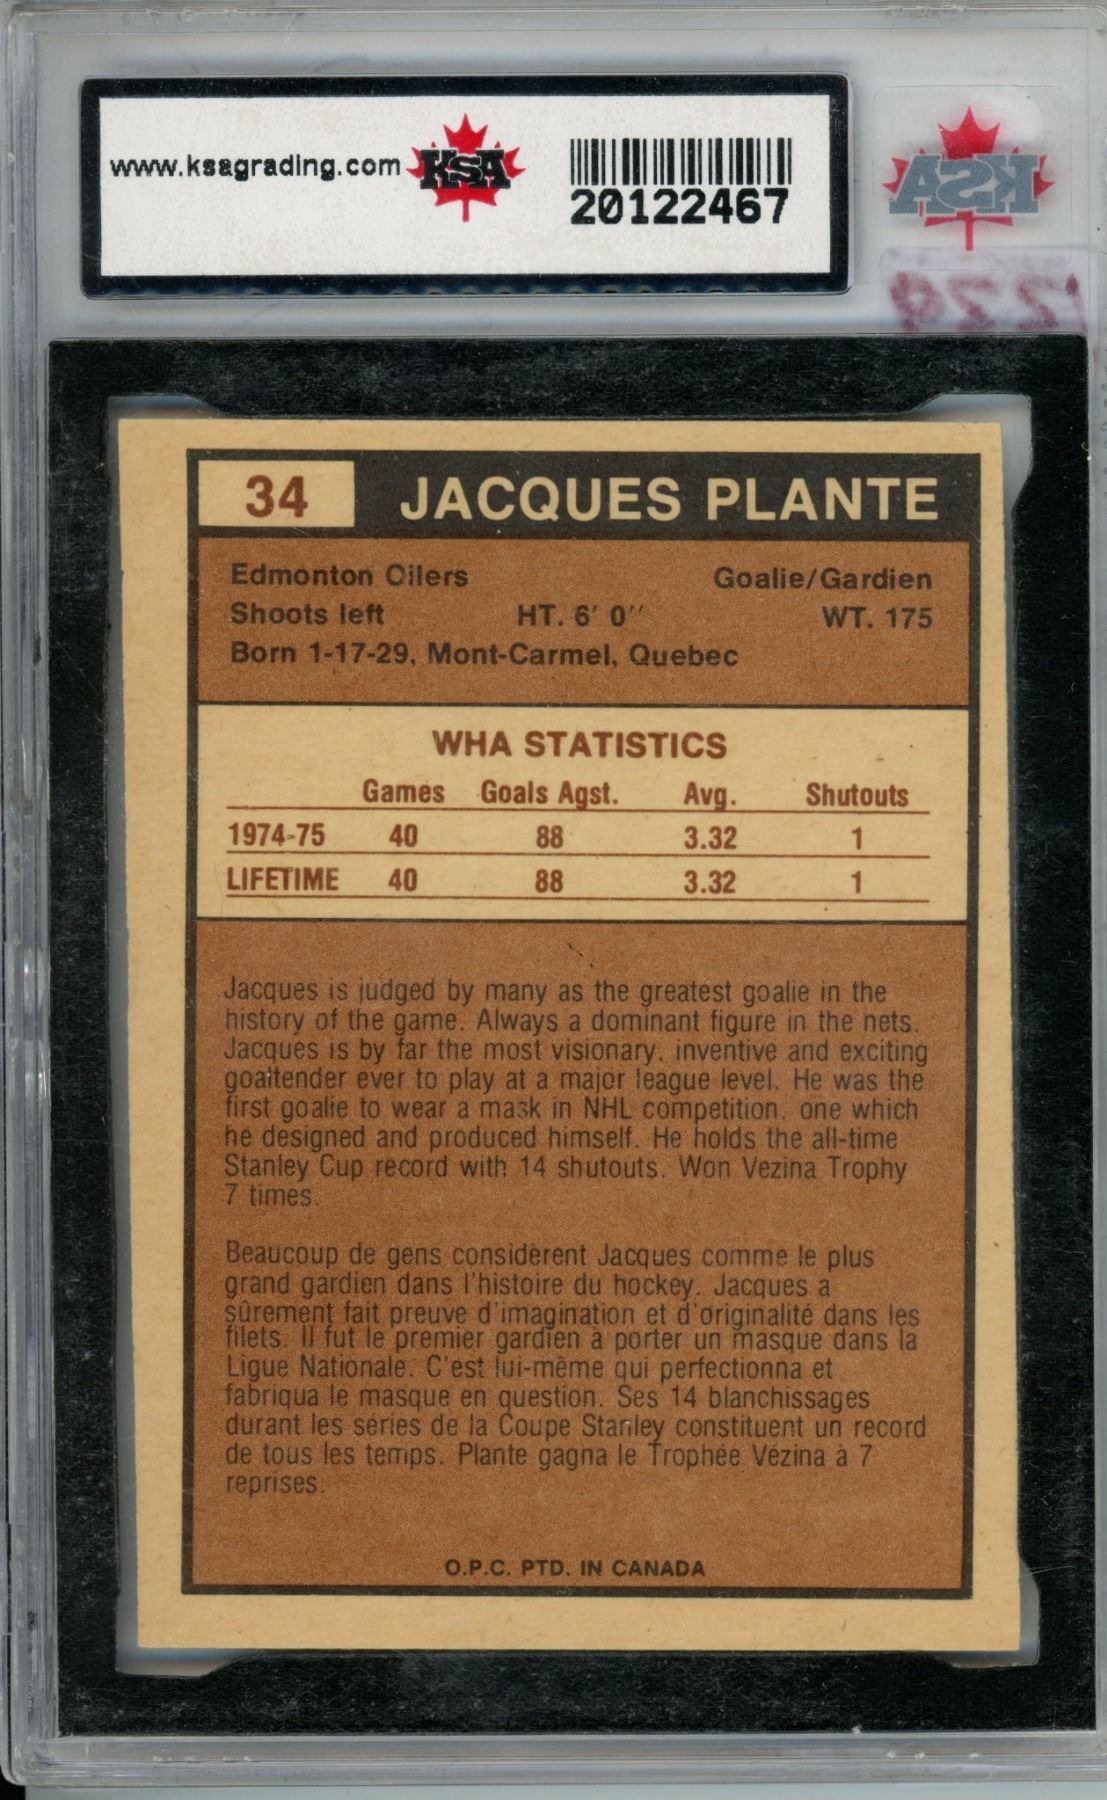 www.ksagrading.com KSA
20122467
KSA
1229
34 JACQUES PLANTE
Edmonton Oilers Goalie/Gardien
Shoots left HT. 6' 0'' WT. 175
Born 1-17-29, Mont-Carmel, Quebec
WHA STATISTICS
Games Goals Agst. Avg. Shutouts
1974-75 40 88 3.32 1
LIFETIME 40 88 3.32 1
Jacques is judged by many as the greatest goalie in the
history of the game. Always a dominant figure in the nets.
Jacques is by far the most visionary, inventive and exciting
goaltender ever to play at a major league level. He was the
first goalie to wear a mask in NHL competition, one which
he designed and produced himself. He holds the all-time
Stanley Cup record with 14 shutouts. Won Vezina Trophy
7 times.
Beaucoup de gens considèrent Jacques comme le plus
grand gardien dans l'histoire du hockey. Jacques a
sûrement fait preuve d'imagination et d'originalité dans les
filets. Il fut le premier gardien à porter un masque dans la
Ligue Nationale. C'est lui-même qui perfectionna et
fabriqua le masque en question. Ses 14 blanchissages
durant les séries de la Coupe Stanley constituent un record
de tous les temps. Plante gagna le Trophée Vézina à 7
reprises.
O.P.C. PTD. IN CANADA